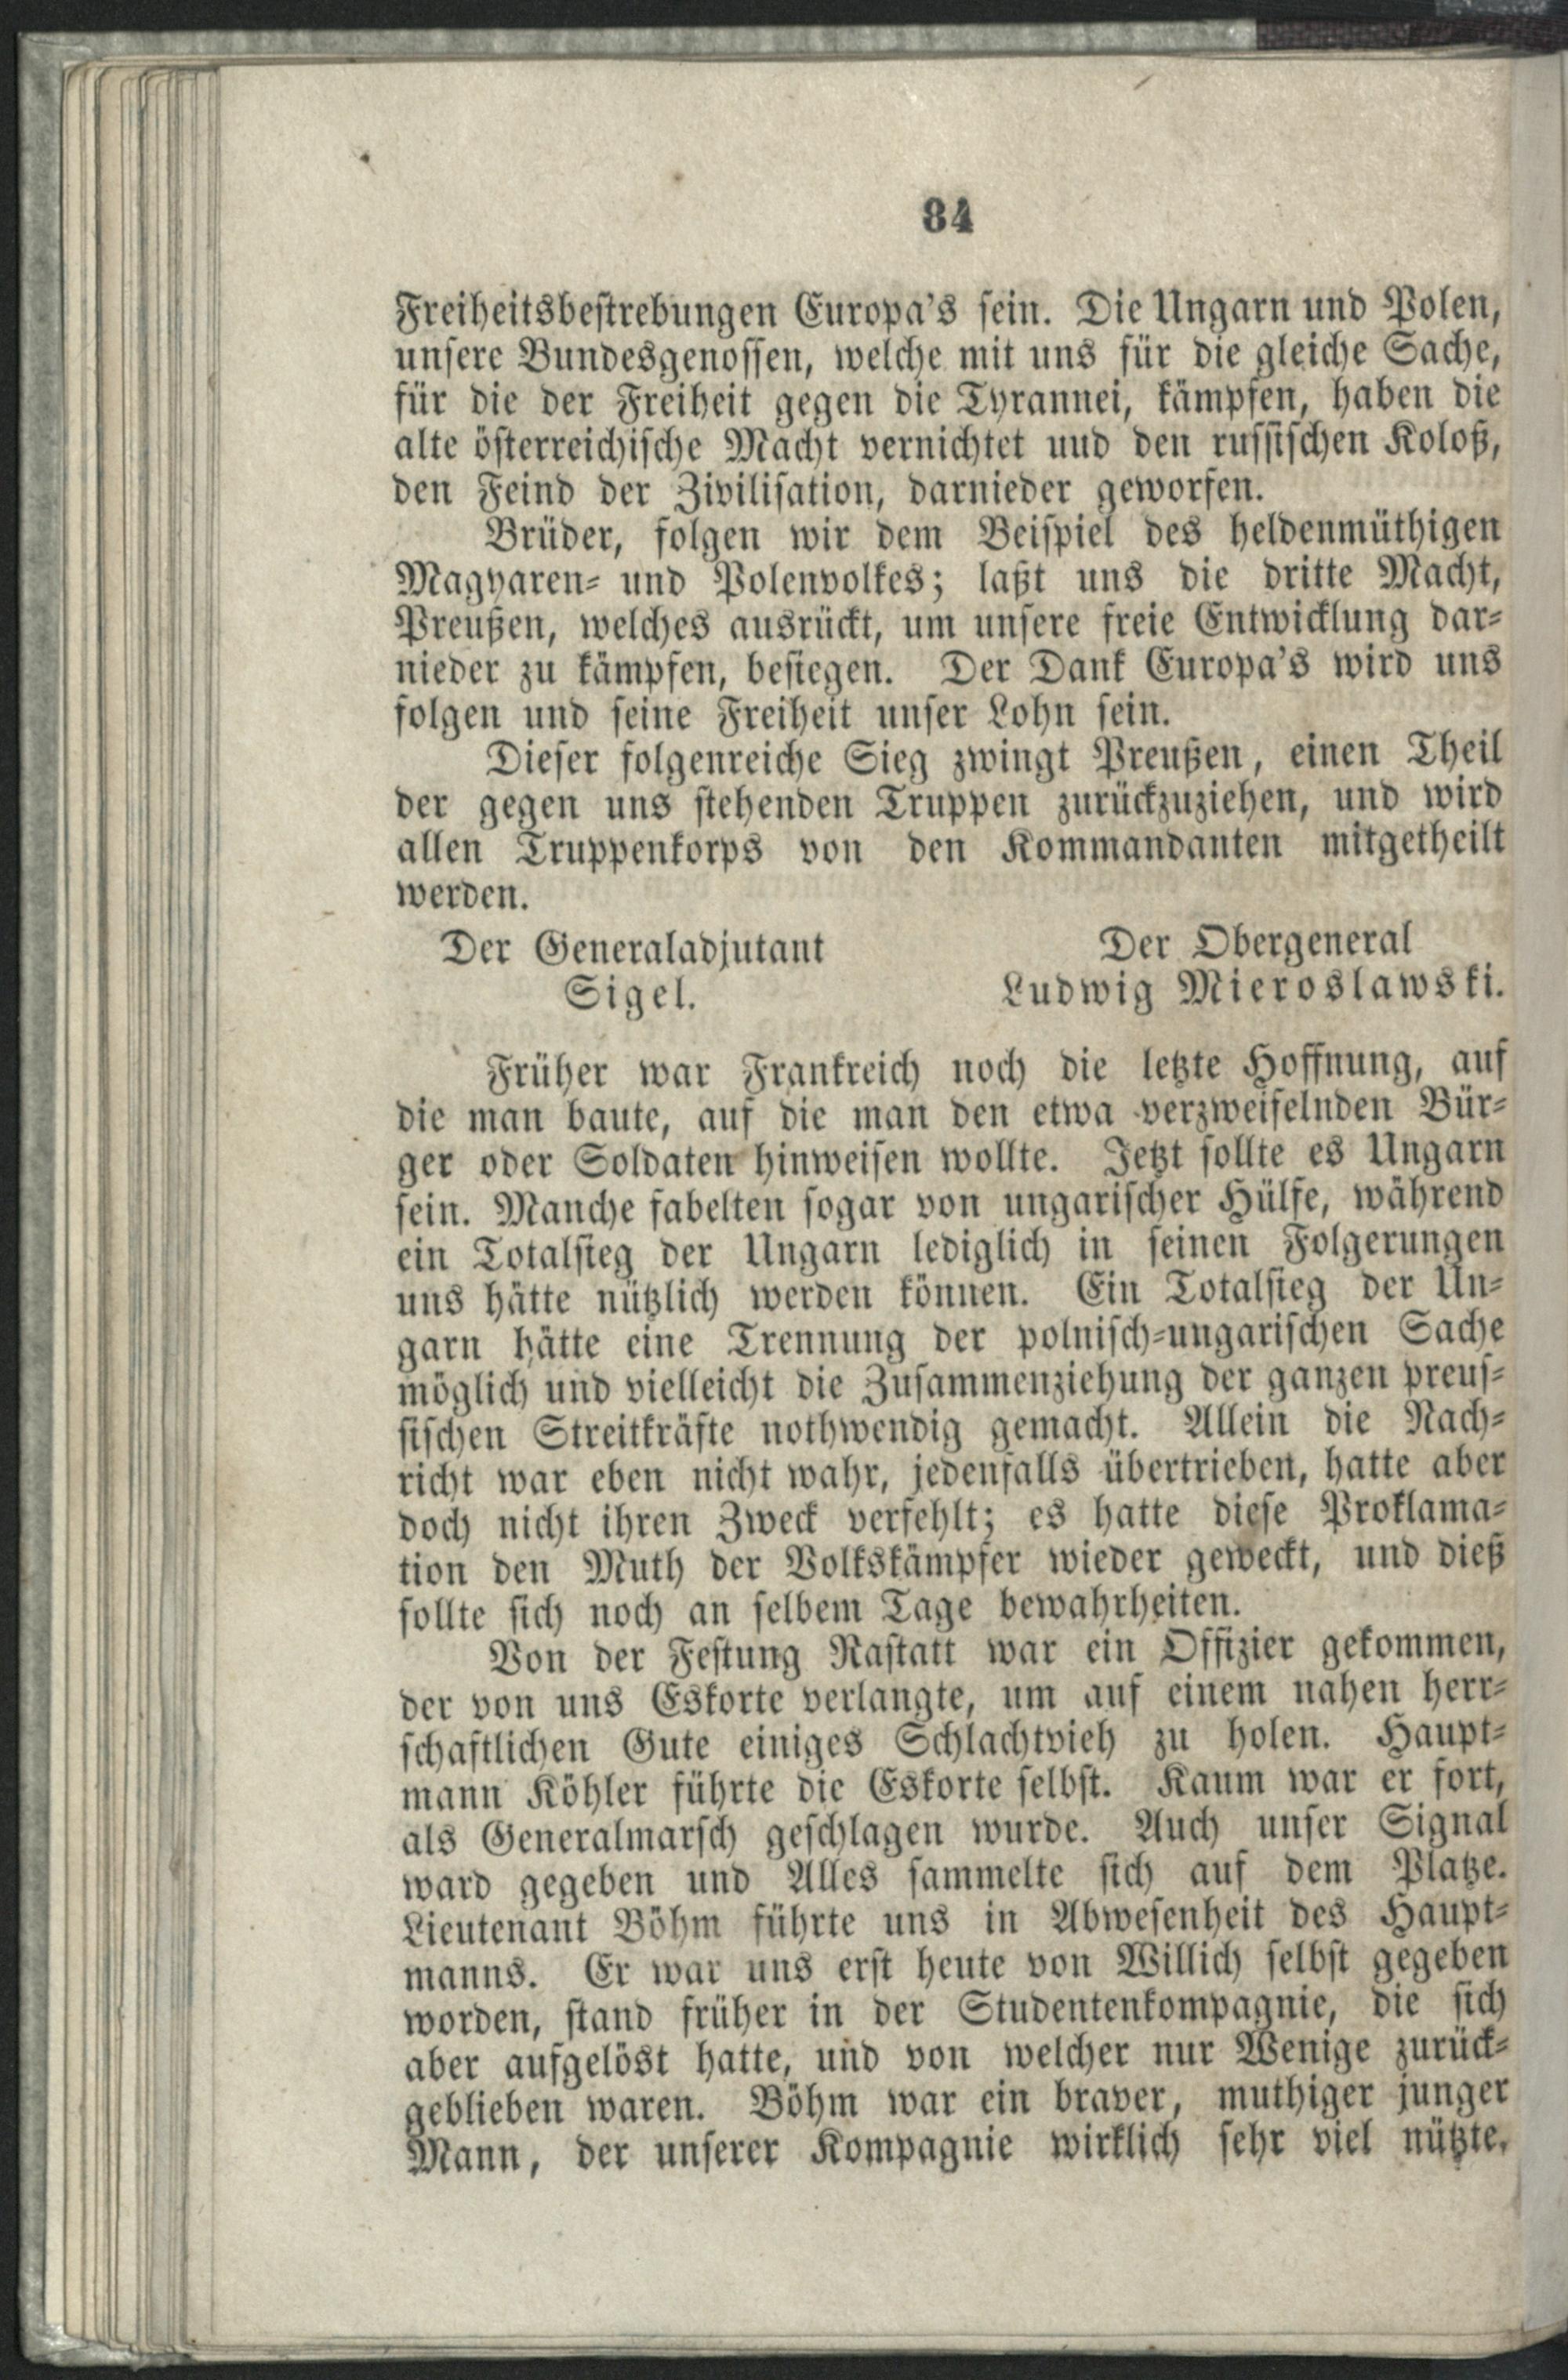 84
Freiheitsbestrebungen Europa's sein. Die Ungarn und Polen,
unsere Bundesgenossen, welche mit uns für die gleiche Sache,
für die der Freiheit gegen die Tyrannei, kämpfen, haben die
alte österreichische Macht vernichtet und den russischen Koloß,
den Feind der Zivilisation, darnieder geworfen.
Brüder, folgen wir dem Beispiel des heldenmüthigen
Magyaren- und Polenvolkes; laßt uns die dritte Macht,
Preußen, welches ausrückt, um unsere freie Entwicklung dar-
nieder zu kämpfen, besiegen. Der Dank Europa's wird uns
folgen und seine Freiheit unser Lohn sein.
Dieser folgenreiche Sieg zwingt Preußen, einen Theil
der gegen uns stehenden Truppen zurückzuziehen, und wird
allen Truppenkorps von den Kommandanten mitgetheilt
werden.
Der Generaladjutant Der Obergeneral
Sigel. Ludwig Mieroslawski.
Früher war Frankreich noch die letzte Hoffnung, auf
die man baute, auf die man den etwa verzweifelnden Bür-
ger oder Soldaten hinweisen wollte. Jetzt sollte es Ungarn
sein. Manche fabelten sogar von ungarischer Hülfe, während
ein Totalsieg der Ungarn lediglich in seinen Folgerungen
uns hätte nützlich werden können. Ein Totalsieg der Un-
garn hätte eine Trennung der polnisch-ungarischen Sache
möglich und vielleicht die Zusammenziehung der ganzen preus-
sischen Streitkräfte nothwendig gemacht. Allein die Nach-
richt war eben nicht wahr, jedenfalls übertrieben, hatte aber
doch nicht ihren Zweck verfehlt; es hatte diese Proklama-
tion den Muth der Volkskämpfer wieder geweckt, und dieß
sollte sich noch an selbem Tage bewahrheiten.
Von der Festung Rastatt war ein Offizier gekommen,
der von uns Eskorte verlangte, um auf einem nahen herr-
schaftlichen Gute einiges Schlachtvieh zu holen. Haupt-
mann Köhler führte die Eskorte selbst. Kaum war er fort,
als Generalmarsch geschlagen wurde. Auch unser Signal
ward gegeben und Alles sammelte sich auf dem Platze.
Lieutenant Böhm führte uns in Abwesenheit des Haupt-
manns. Er war uns erst heute von Willich selbst gegeben
worden, stand früher in der Studentenkompagnie, die sich
aber aufgelöst hatte, und von welcher nur Wenige zurück-
geblieben waren. Böhm war ein braver, muthiger junger
Mann, der unserer Kompagnie wirklich sehr viel nützte.